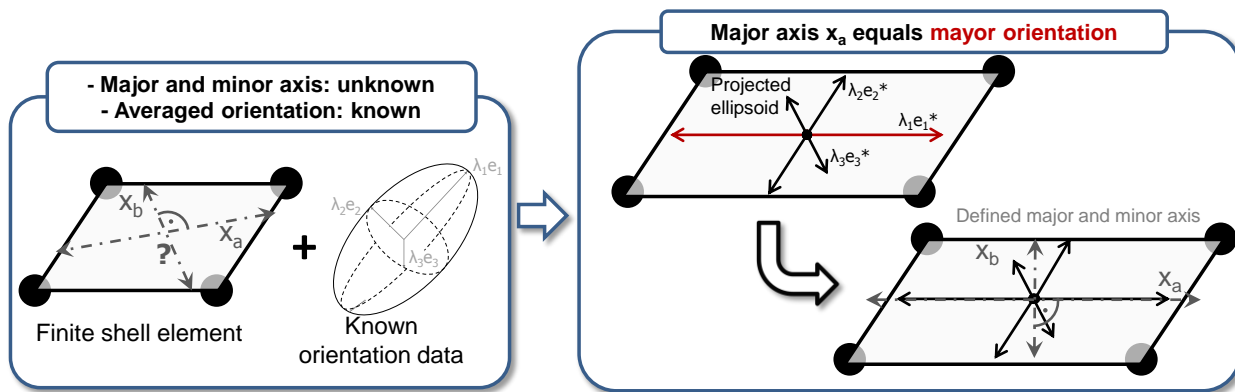 - Major and minor axis: unknown
- Averaged orientation: known
x_b
x_a
?
Finite shell element
+
λ₁e₁
λ₂e₂
λ₃e₃
Known
orientation data
Major axis x_a equals mayor orientation
Projected
ellipsoid
λ₂e₂*
λ₁e₁*
λ₃e₃*
Defined major and minor axis
x_b
x_a